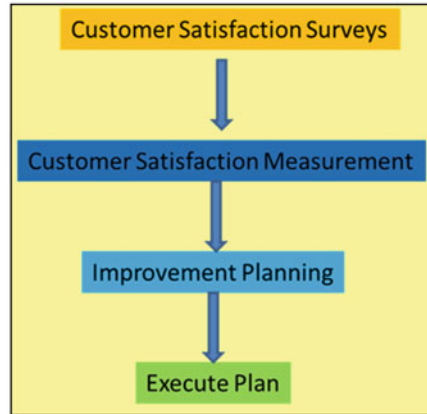 Customer Satisfaction Surveys
Customer Satisfaction Measurement
Improvement Planning
Execute Plan